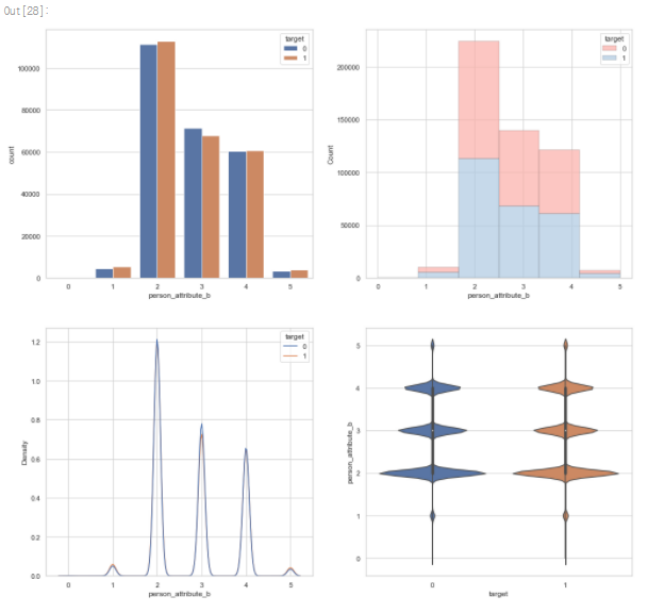 Out[28]:
target
0
1
100000
80000
60000
40000
20000
0
count
0 1 2 3 4 5
person_attribute_b
target
0
1
200000
150000
100000
50000
0
Count
0 1 2 3 4 5
person_attribute_b
target
0
1
1.2
1.0
0.8
0.6
0.4
0.2
0.0
Density
0 1 2 3 4 5
person_attribute_b
5
4
3
2
1
0
person_attribute_b
0 1
target